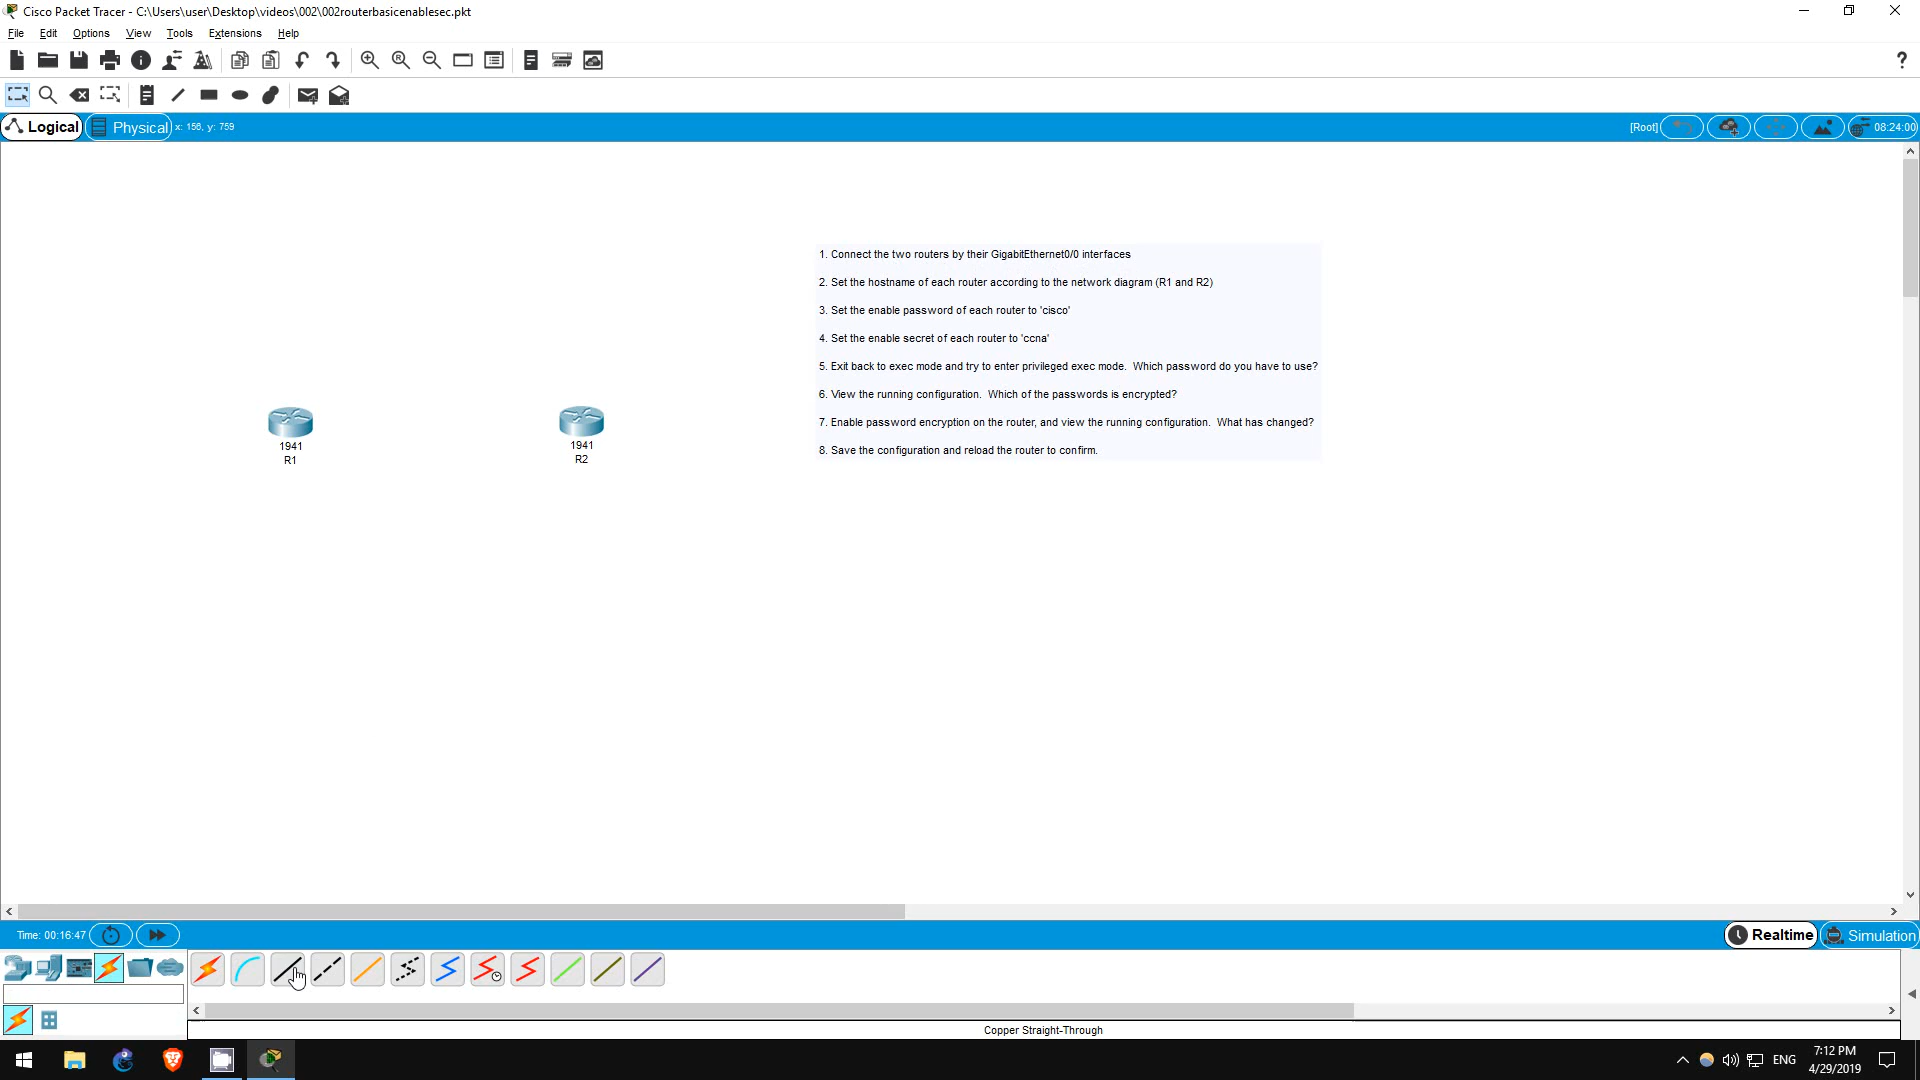 Cisco Packet Tracer - C:\Users\user\Desktop\videos\002\002routerbasicenablesec.pkt
File Edit Options View Tools Extensions Help
?
Logical Physical x: 156, y: 759 [Root] 08:24:00
1. Connect the two routers by their GigabitEthernet0/0 interfaces
2. Set the hostname of each router according to the network diagram (R1 and R2)
3. Set the enable password of each router to 'cisco'
4. Set the enable secret of each router to 'ccna'
5. Exit back to exec mode and try to enter privileged exec mode.  Which password do you have to use?
6. View the running configuration.  Which of the passwords is encrypted?
7. Enable password encryption on the router, and view the running configuration.  What has changed?
8. Save the configuration and reload the router to confirm.
1941
R1
1941
R2
Time: 00:16:47 Realtime Simulation
Copper Straight-Through
ENG 7:12 PM
4/29/2019